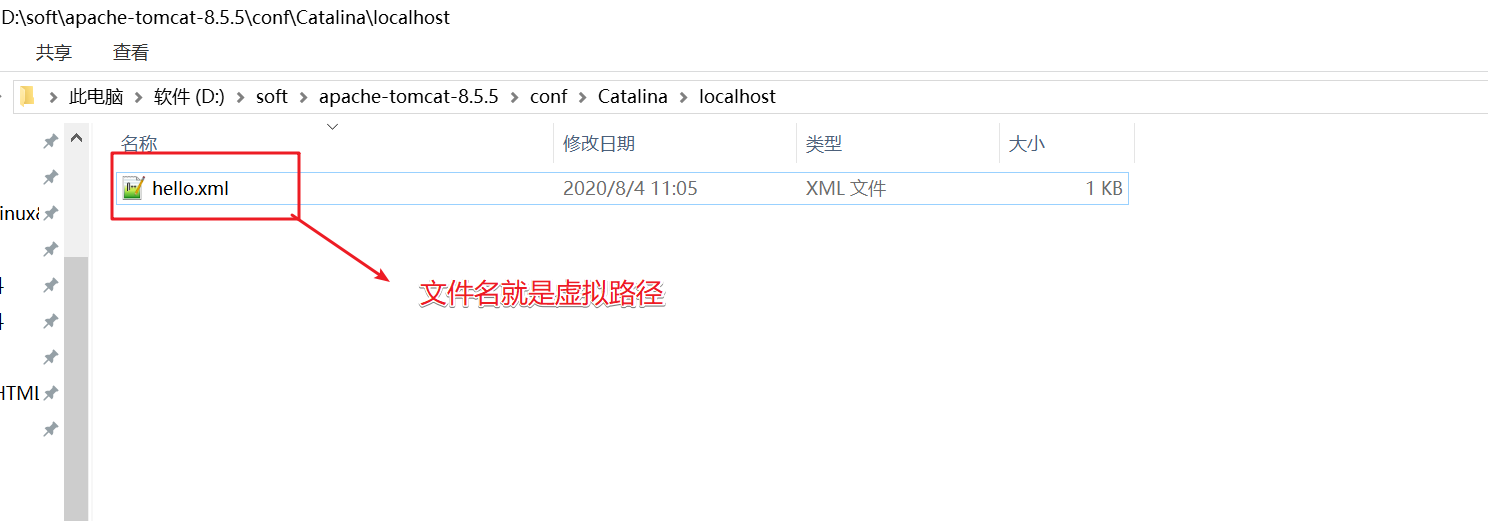 D:\soft\apache-tomcat-8.5.5\conf\Catalina\localhost
共享 查看
此电脑 软件 (D:) soft apache-tomcat-8.5.5 conf Catalina localhost
名称 修改日期 类型 大小
hello.xml 2020/8/4 11:05 XML 文件 1 KB
inux&
文件名就是虚拟路径
HTML